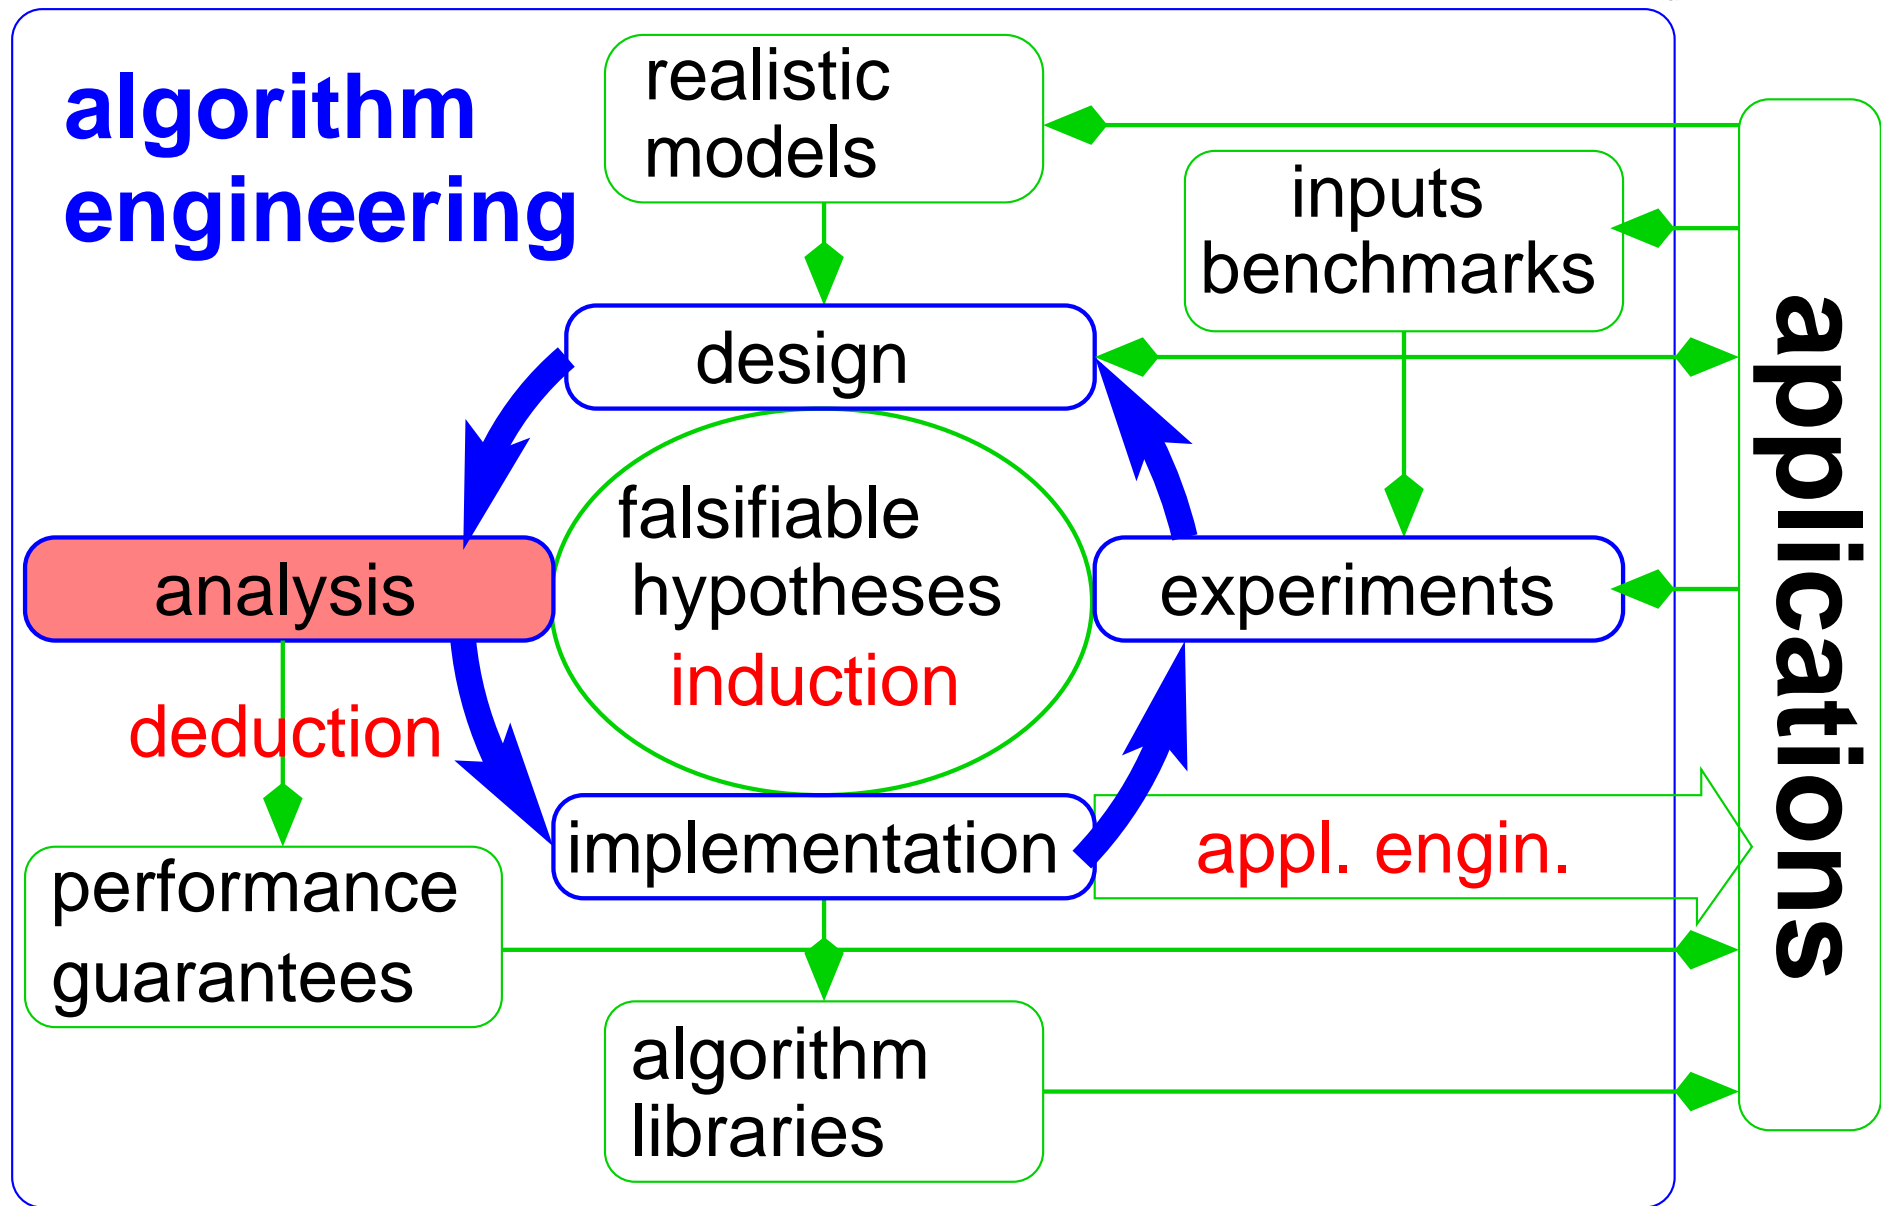 algorithm
engineering
realistic
models
inputs
benchmarks
design
falsifiable
hypotheses
induction
analysis
experiments
deduction
implementation
appl. engin.
performance
guarantees
algorithm
libraries
applications